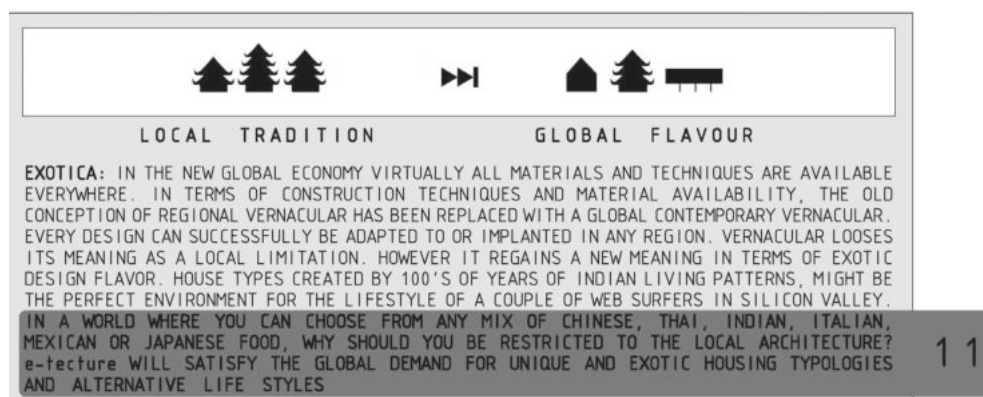 LOCAL TRADITION GLOBAL FLAVOUR
EXOTICA: IN THE NEW GLOBAL ECONOMY VIRTUALLY ALL MATERIALS AND TECHNIQUES ARE AVAILABLE
EVERYWHERE. IN TERMS OF CONSTRUCTION TECHNIQUES AND MATERIAL AVAILABILITY, THE OLD
CONCEPTION OF REGIONAL VERNACULAR HAS BEEN REPLACED WITH A GLOBAL CONTEMPORARY VERNACULAR.
EVERY DESIGN CAN SUCCESSFULLY BE ADAPTED TO OR IMPLANTED IN ANY REGION. VERNACULAR LOOSES
ITS MEANING AS A LOCAL LIMITATION. HOWEVER IT REGAINS A NEW MEANING IN TERMS OF EXOTIC
DESIGN FLAVOR. HOUSE TYPES CREATED BY 100'S OF YEARS OF INDIAN LIVING PATTERNS, MIGHT BE
THE PERFECT ENVIRONMENT FOR THE LIFESTYLE OF A COUPLE OF WEB SURFERS IN SILICON VALLEY.
IN A WORLD WHERE YOU CAN CHOOSE FROM ANY MIX OF CHINESE, THAI, INDIAN, ITALIAN,
MEXICAN OR JAPANESE FOOD, WHY SHOULD YOU BE RESTRICTED TO THE LOCAL ARCHITECTURE?
e-tecture WILL SATISFY THE GLOBAL DEMAND FOR UNIQUE AND EXOTIC HOUSING TYPOLOGIES
AND ALTERNATIVE LIFE STYLES
11